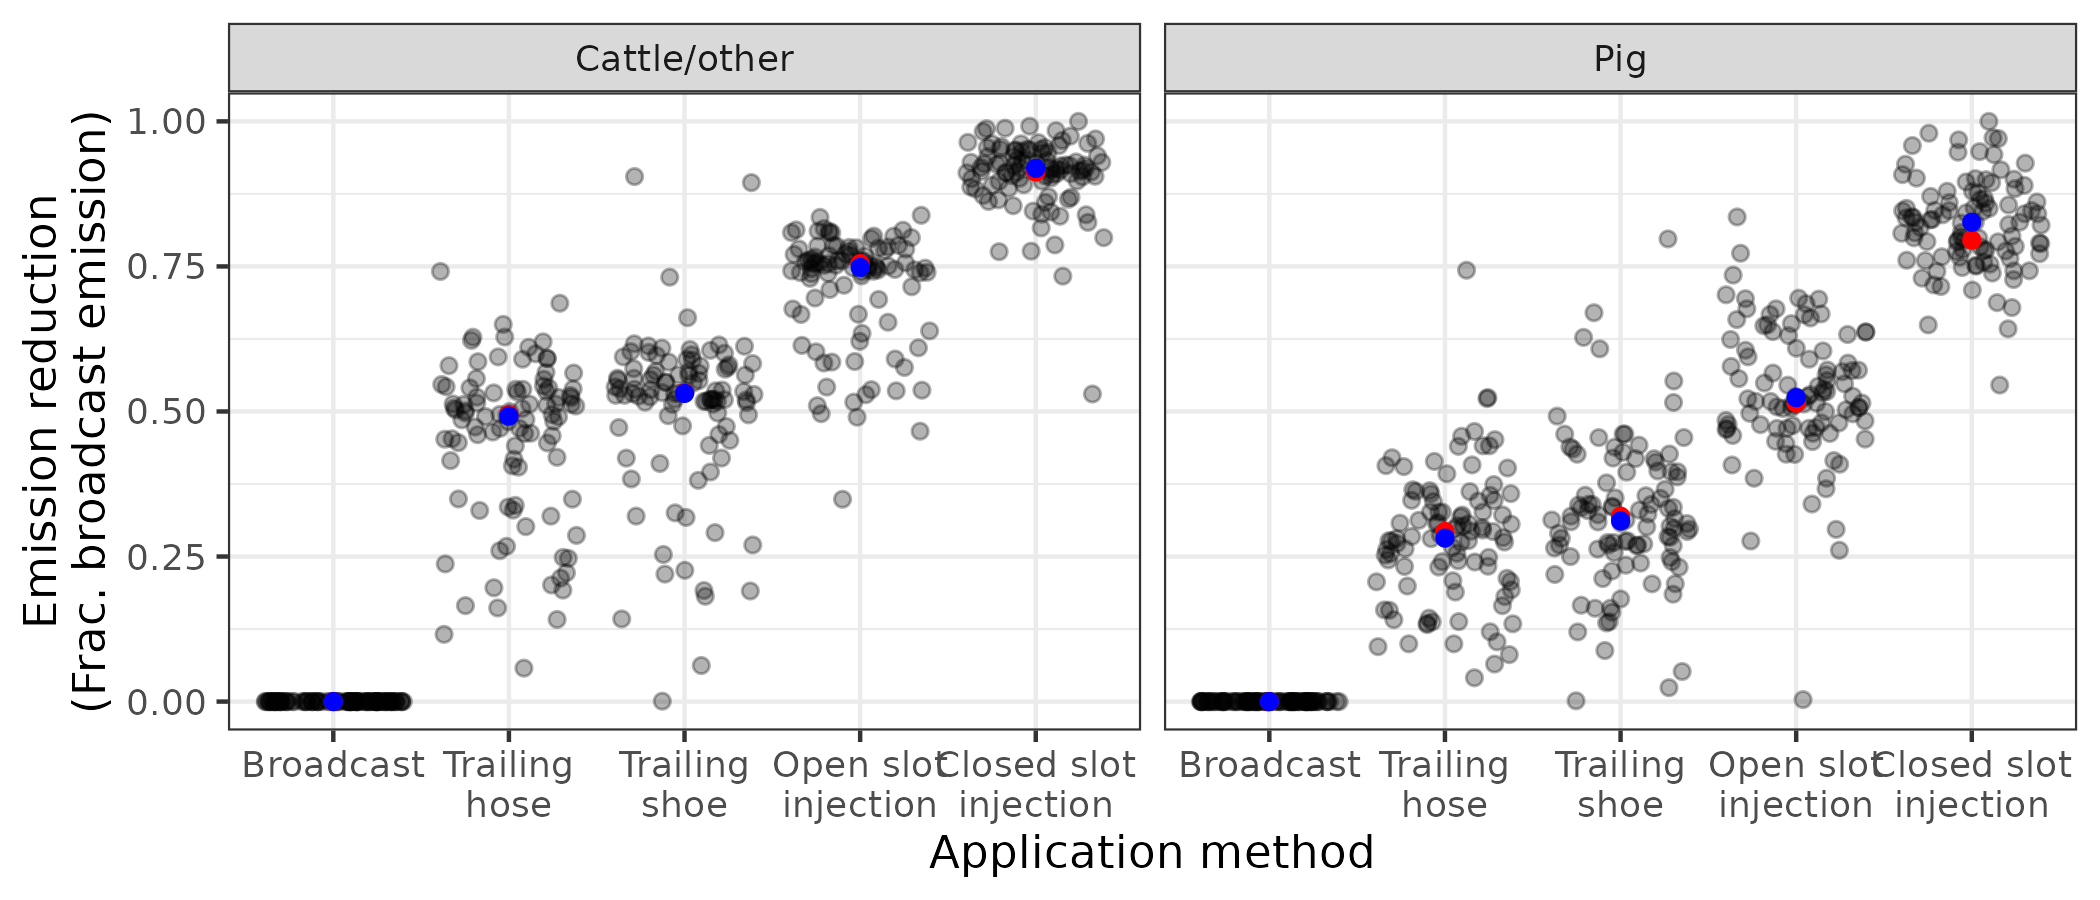 Cattle/other
Pig
Emission reduction
(Frac. broadcast emission)
1.00
0.75
0.50
0.25
0.00
Broadcast
Trailing
hose
Trailing
shoe
Open slot
injection
Closed slot
injection
Broadcast
Trailing
hose
Trailing
shoe
Open slot
injection
Closed slot
injection
Application method